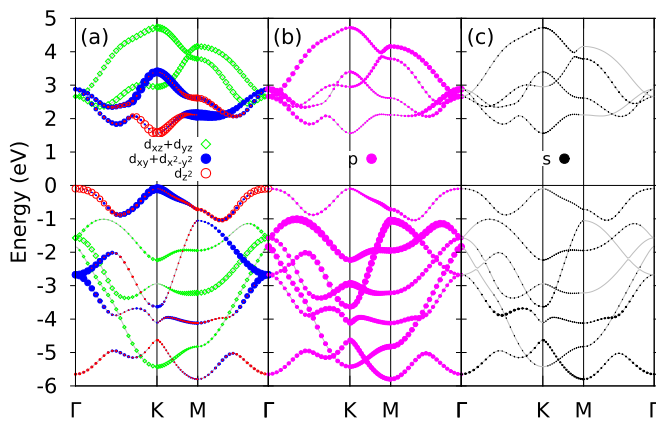 (a) (b) (c)
5
4
3
2
1
0
-1
-2
-3
-4
-5
-6
Energy (eV)
dxz+dyz
dxy+dx²-y²
dz²
p
s
Γ K M Γ K M Γ K M Γ